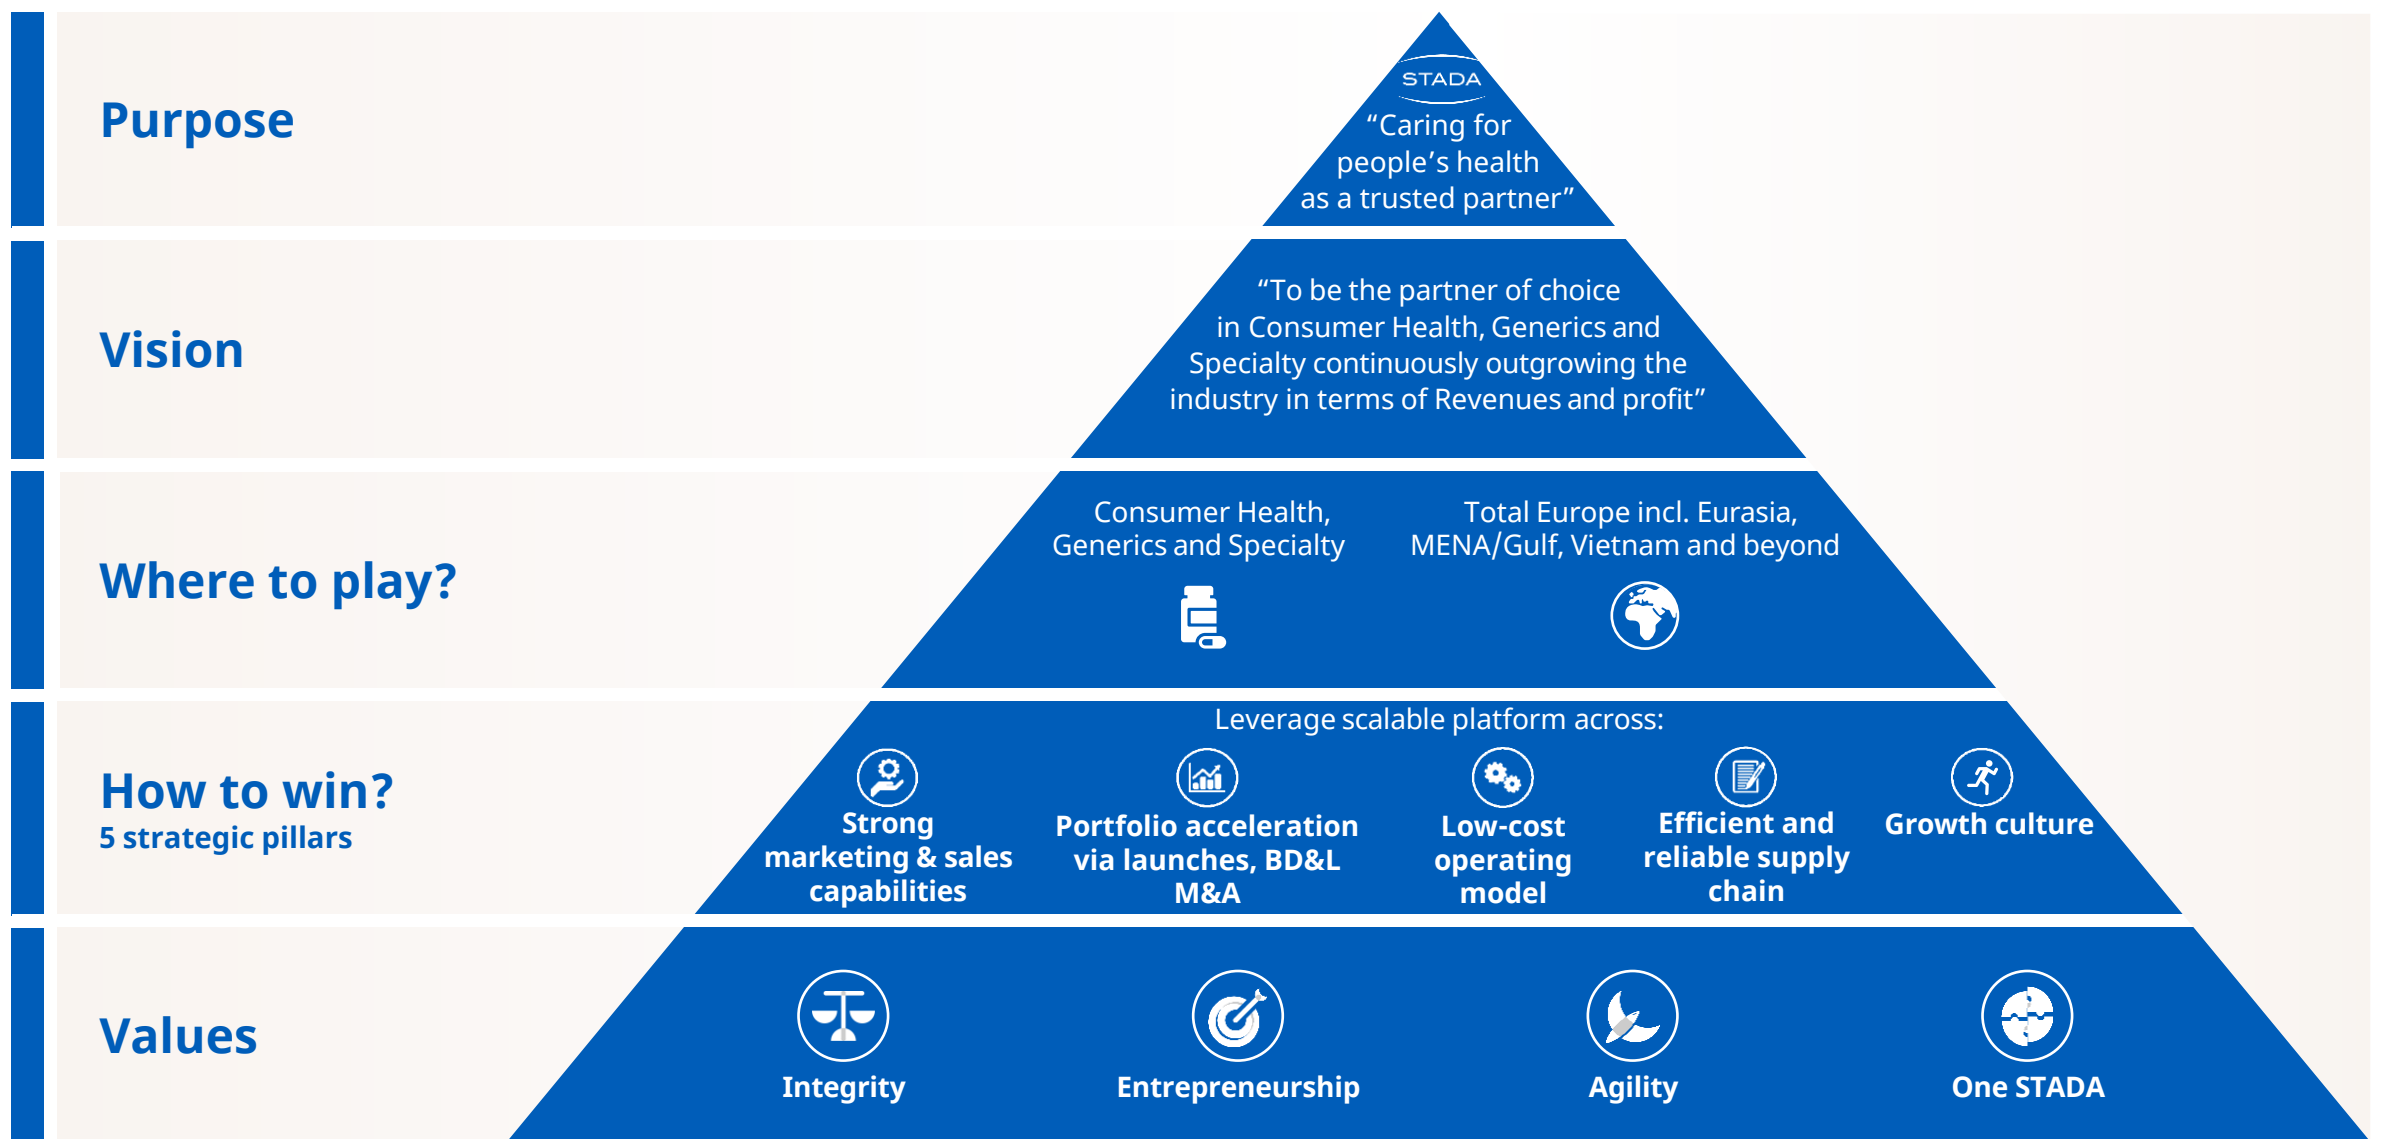 Purpose
STADA
“Caring for
people’s health
as a trusted partner”
Vision
“To be the partner of choice
in Consumer Health, Generics and
Specialty continuously outgrowing the
industry in terms of Revenues and profit”
Where to play?
Consumer Health,
Generics and Specialty
Total Europe incl. Eurasia,
MENA/Gulf, Vietnam and beyond
How to win?
5 strategic pillars
Leverage scalable platform across:
Strong
marketing & sales
capabilities
Portfolio acceleration
via launches, BD&L
M&A
Low-cost
operating
model
Efficient and
reliable supply
chain
Growth culture
Values
Integrity
Entrepreneurship
Agility
One STADA